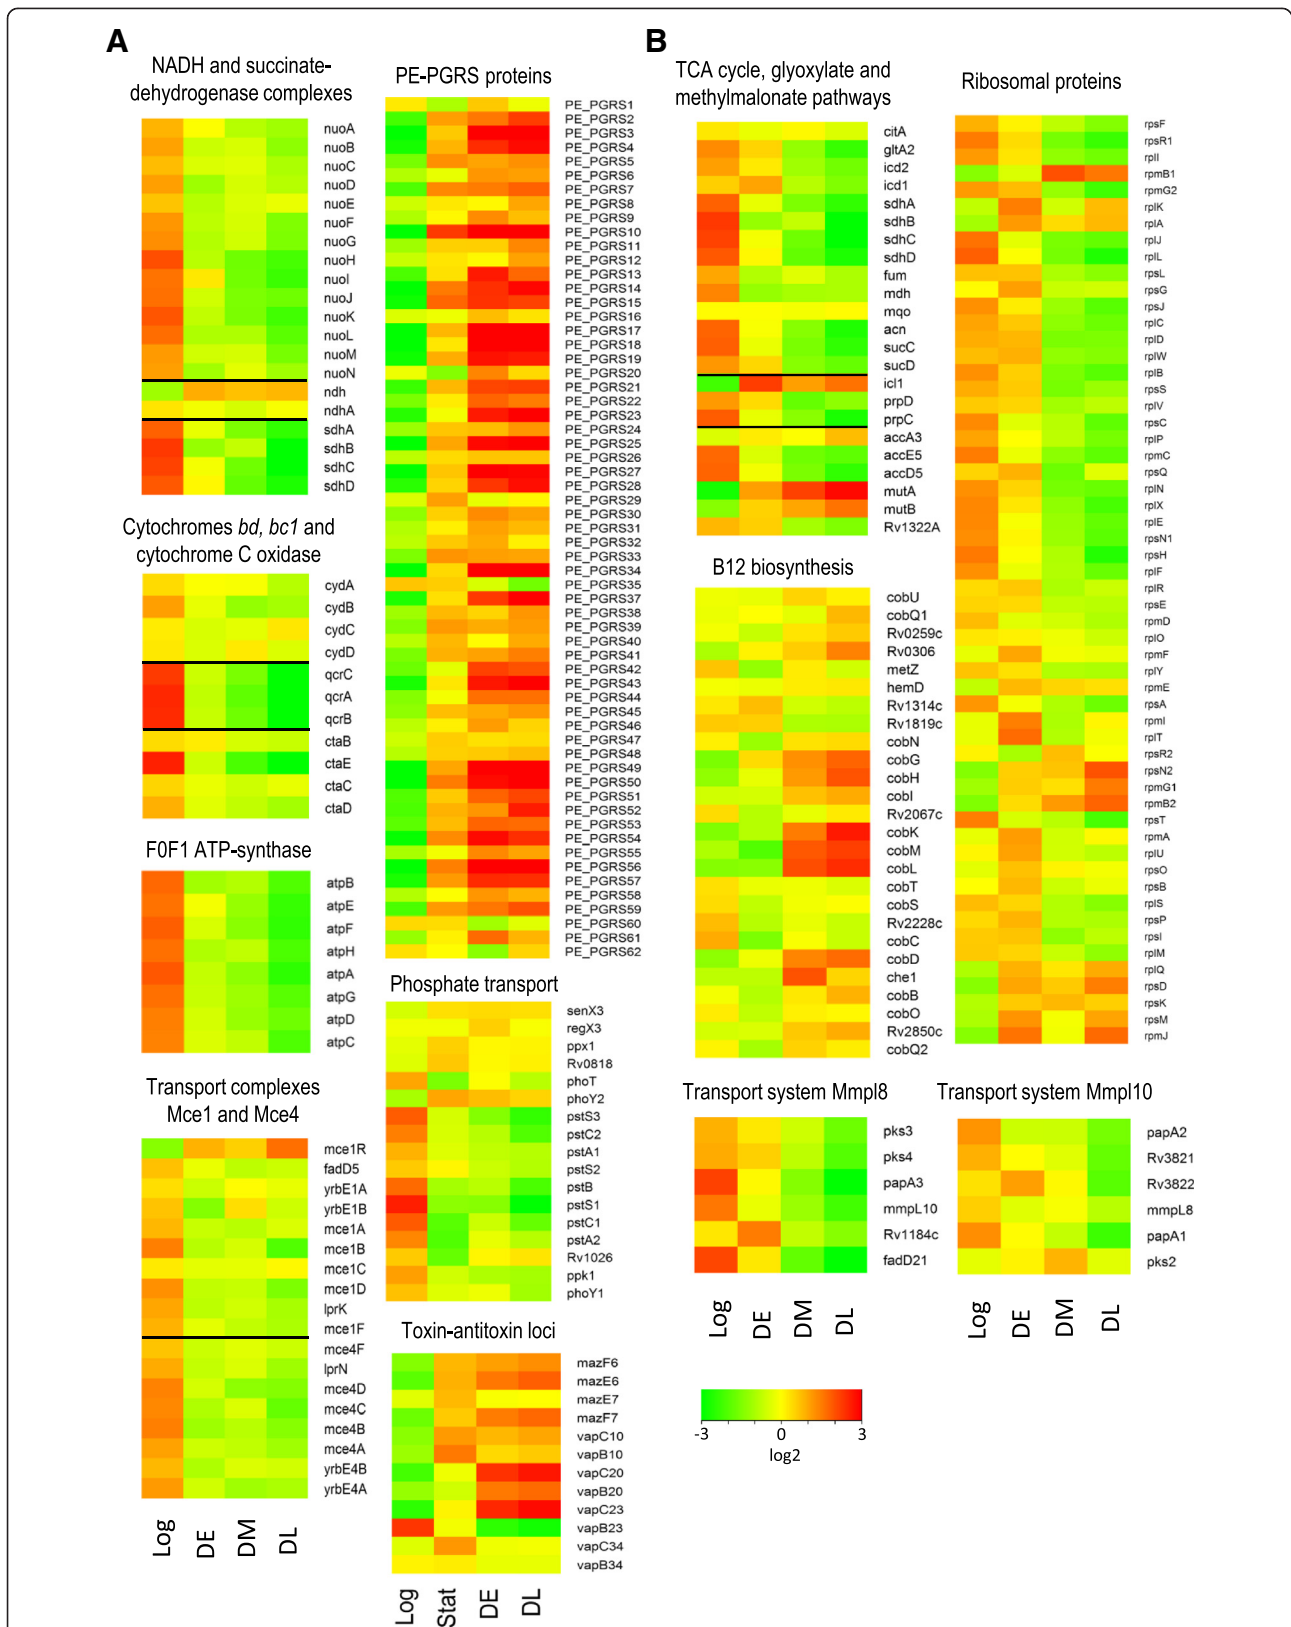 A
NADH and succinate-
dehydrogenase complexes
nuoA
nuoB
nuoC
nuoD
nuoE
nuoF
nuoG
nuoH
nuoI
nuoJ
nuoK
nuoL
nuoM
nuoN
ndh
ndhA
sdhA
sdhB
sdhC
sdhD
Cytochromes bd, bc1 and
cytochrome C oxidase
cydA
cydB
cydC
cydD
qcrC
qcrA
qcrB
ctaB
ctaE
ctaC
ctaD
F0F1 ATP-synthase
atpB
atpE
atpF
atpH
atpA
atpG
atpD
atpC
Transport complexes
Mce1 and Mce4
mce1R
fadD5
yrbE1A
yrbE1B
mce1A
mce1B
mce1C
mce1D
lprK
mce1F
mce4F
lprN
mce4D
mce4C
mce4B
mce4A
yrbE4B
yrbE4A
Log DE DM DL
PE-PGRS proteins
PE_PGRS1
PE_PGRS2
PE_PGRS3
PE_PGRS4
PE_PGRS5
PE_PGRS6
PE_PGRS7
PE_PGRS8
PE_PGRS9
PE_PGRS10
PE_PGRS11
PE_PGRS12
PE_PGRS13
PE_PGRS14
PE_PGRS15
PE_PGRS16
PE_PGRS17
PE_PGRS18
PE_PGRS19
PE_PGRS20
PE_PGRS21
PE_PGRS22
PE_PGRS23
PE_PGRS24
PE_PGRS25
PE_PGRS26
PE_PGRS27
PE_PGRS28
PE_PGRS29
PE_PGRS30
PE_PGRS31
PE_PGRS32
PE_PGRS33
PE_PGRS34
PE_PGRS35
PE_PGRS37
PE_PGRS38
PE_PGRS39
PE_PGRS40
PE_PGRS41
PE_PGRS42
PE_PGRS43
PE_PGRS44
PE_PGRS45
PE_PGRS46
PE_PGRS47
PE_PGRS48
PE_PGRS49
PE_PGRS50
PE_PGRS51
PE_PGRS52
PE_PGRS53
PE_PGRS54
PE_PGRS55
PE_PGRS56
PE_PGRS57
PE_PGRS58
PE_PGRS59
PE_PGRS60
PE_PGRS61
PE_PGRS62
Phosphate transport
senX3
regX3
ppx1
Rv0818
phoT
phoY2
pstS3
pstC2
pstA1
pstS2
pstB
pstS1
pstC1
pstA2
Rv1026
ppk1
phoY1
Toxin-antitoxin loci
mazF6
mazE6
mazE7
mazF7
vapC10
vapB10
vapC20
vapB20
vapC23
vapB23
vapC34
vapB34
Log Stat DE DL
B
TCA cycle, glyoxylate and
methylmalonate pathways
citA
gltA2
icd2
icd1
sdhA
sdhB
sdhC
sdhD
fum
mdh
mqo
acn
sucC
sucD
icl1
prpD
prpC
accA3
accE5
accD5
mutA
mutB
Rv1322A
B12 biosynthesis
cobU
cobQ1
Rv0259c
Rv0306
metZ
hemD
Rv1314c
Rv1819c
cobN
cobG
cobH
cobI
Rv2067c
cobK
cobM
cobL
cobT
cobS
Rv2228c
cobC
cobD
che1
cobB
cobO
Rv2850c
cobQ2
Transport system Mmpl8
pks3
pks4
papA3
mmpL10
Rv1184c
fadD21
Log DE DM DL
Ribosomal proteins
rpsF
rpsR1
rplI
rpmB1
rpmG2
rplK
rplA
rplJ
rplL
rpsL
rpsG
rpsJ
rplC
rplD
rplW
rplB
rpsS
rplV
rpsC
rplP
rpmC
rpsQ
rplN
rplX
rplE
rpsN1
rpsH
rplF
rplR
rpsE
rpmD
rplO
rpmF
rplY
rpmE
rpsA
rpmI
rplT
rpsR2
rpsN2
rpmG1
rpmB2
rpsT
rpmA
rplU
rpsO
rpsB
rplS
rpsP
rpsI
rplM
rplQ
rpsD
rpsK
rpsM
rpmJ
Transport system Mmpl10
papA2
Rv3821
Rv3822
mmpL8
papA1
pks2
Log DE DM DL
-3 0 3
log2